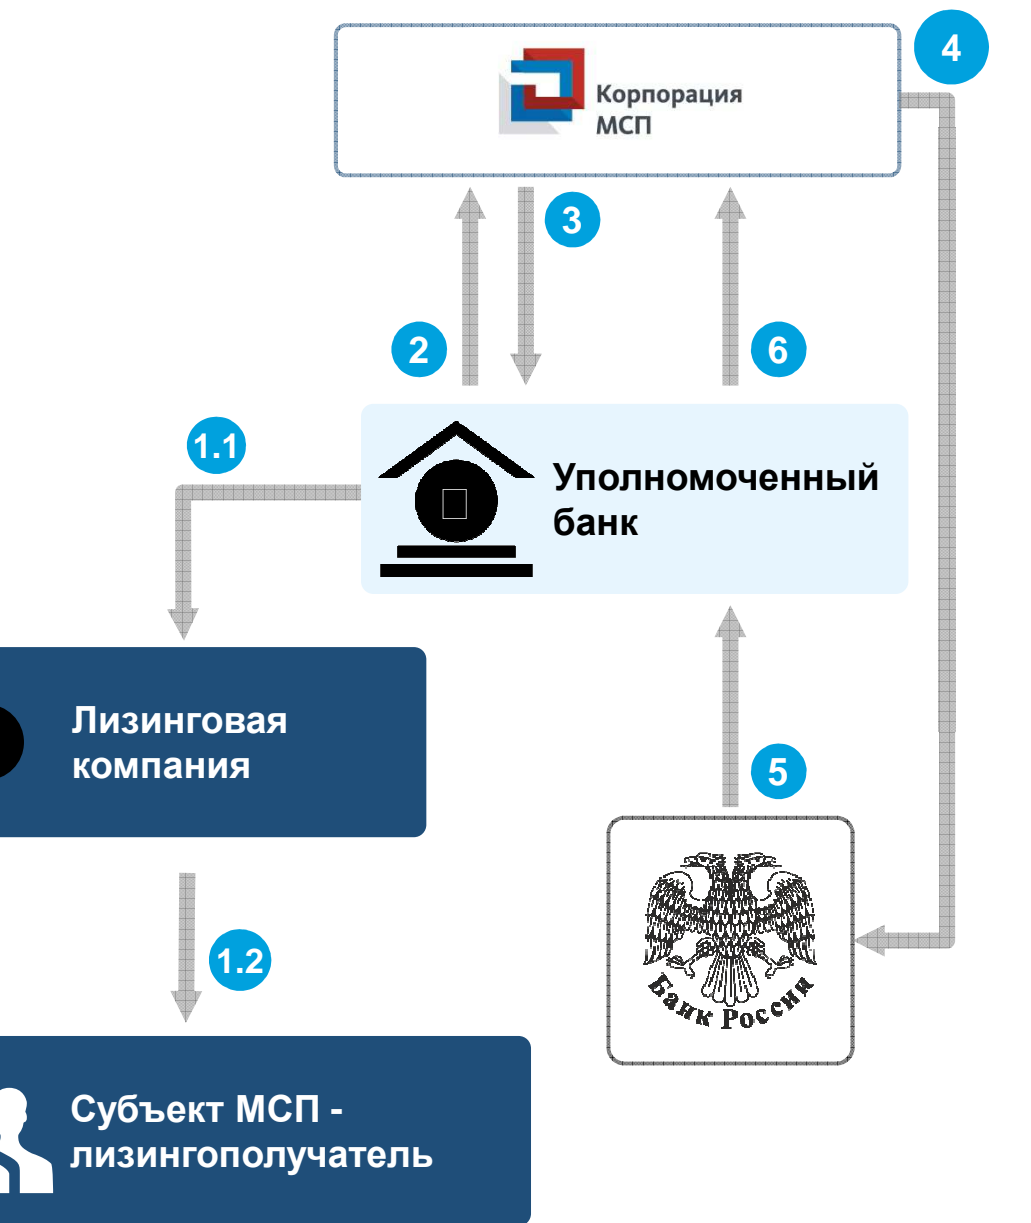 4
Корпорация
МСП
3
2
6
1.1
Уполномоченный
банк
Лизинговая
компания
5
1.2
Банк России
Субъект МСП -
лизингополучатель